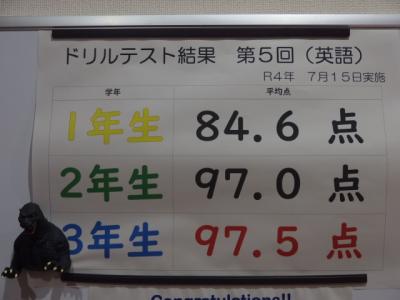 ドリルテスト結果 第5回(英語)
R4年 7月15日実施
学年 平均点
1年生 84.6 点
2年生 97.0 点
3年生 97.5 点
Congratulations!!